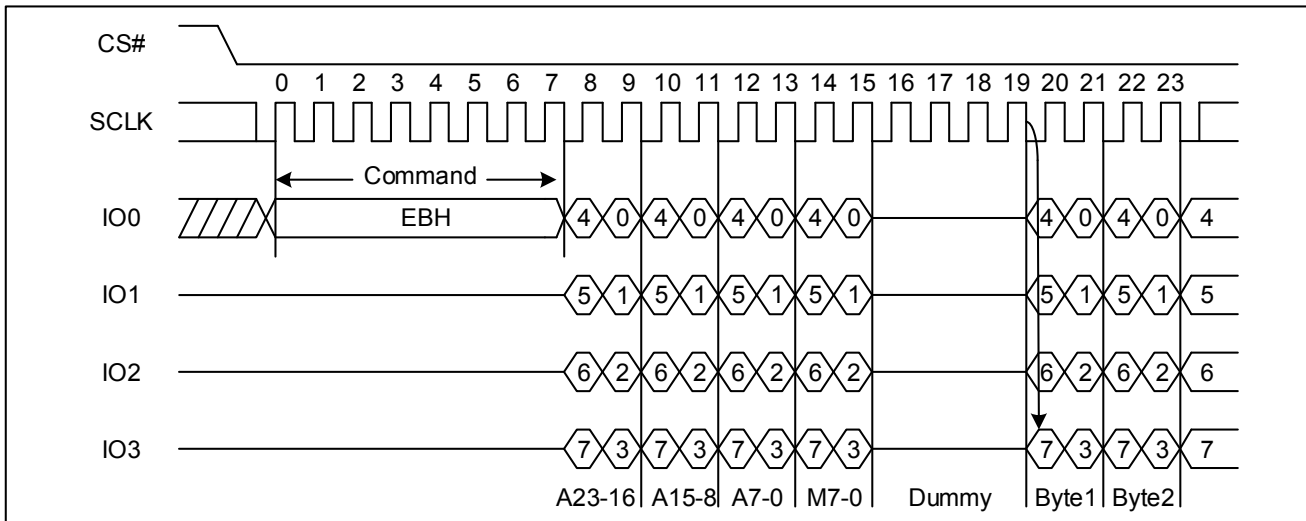 CS#
0 1 2 3 4 5 6 7 8 9 10 11 12 13 14 15 16 17 18 19 20 21 22 23
SCLK
Command
IO0 EBH 4 0 4 0 4 0 4 0 4 0 4 0 4
IO1 5 1 5 1 5 1 5 1 5 1 5 1 5
IO2 6 2 6 2 6 2 6 2 6 2 6 2 6
IO3 7 3 7 3 7 3 7 3 7 3 7 3 7
A23-16 A15-8 A7-0 M7-0 Dummy Byte1 Byte2